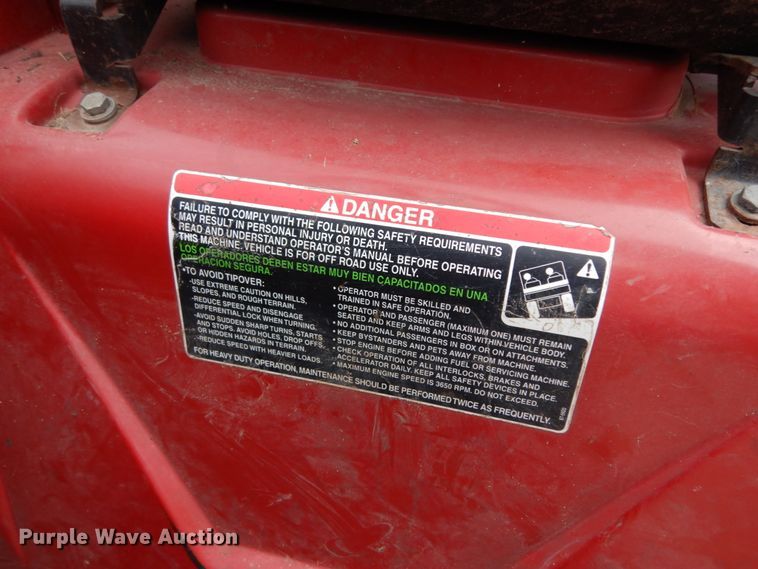 DANGER
FAILURE TO COMPLY WITH THE FOLLOWING SAFETY REQUIREMENTS
MAY RESULT IN PERSONAL INJURY OR DEATH.
READ AND UNDERSTAND OPERATOR'S MANUAL BEFORE OPERATING
THIS MACHINE. VEHICLE IS FOR OFF ROAD USE ONLY.
LOS OPERADORES DEBEN ESTAR MUY BIEN CAPACITADOS EN UNA
OPERACION SEGURA.
•TO AVOID TIPOVER:
-USE EXTREME CAUTION ON HILLS,
SLOPES, AND ROUGH TERRAIN.
-REDUCE SPEED AND DISENGAGE
DIFFERENTIAL LOCK WHEN TURNING.
-AVOID SUDDEN SHARP TURNS, STARTS
AND STOPS. AVOID HOLES, DROP OFFS,
OR HIDDEN HAZARDS IN TERRAIN.
-REDUCE SPEED WITH HEAVIER LOADS.
• OPERATOR MUST BE SKILLED AND
TRAINED IN SAFE OPERATION.
• OPERATOR AND PASSENGER (MAXIMUM ONE) MUST REMAIN
SEATED AND KEEP ARMS AND LEGS WITHIN VEHICLE BODY.
• NO ADDITIONAL PASSENGERS IN BOX OR ON ATTACHMENTS.
• KEEP BYSTANDERS AND PETS AWAY FROM MACHINE.
• STOP ENGINE BEFORE ADDING FUEL OR SERVICING MACHINE.
• CHECK OPERATION OF ALL INTERLOCKS, BRAKES AND
ACCELERATOR DAILY. KEEP ALL SAFETY DEVICES IN PLACE.
• MAXIMUM ENGINE SPEED IS 3650 RPM. DO NOT EXCEED.
FOR HEAVY DUTY OPERATION, MAINTENANCE SHOULD BE PERFORMED TWICE AS FREQUENTLY.
Purple Wave Auction